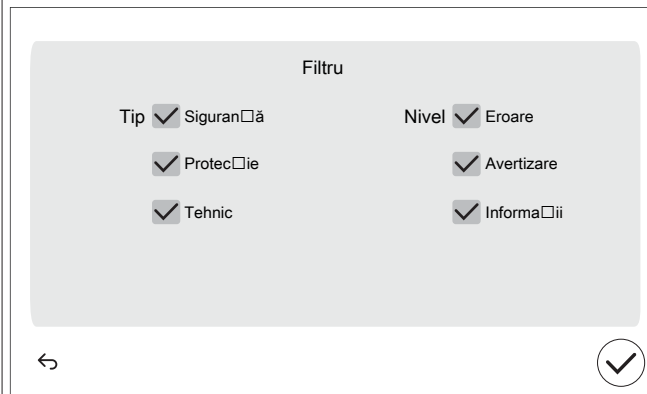 Filtru
Tip Siguran□ă Nivel Eroare
Protec□ie Avertizare
Tehnic Informa□ii